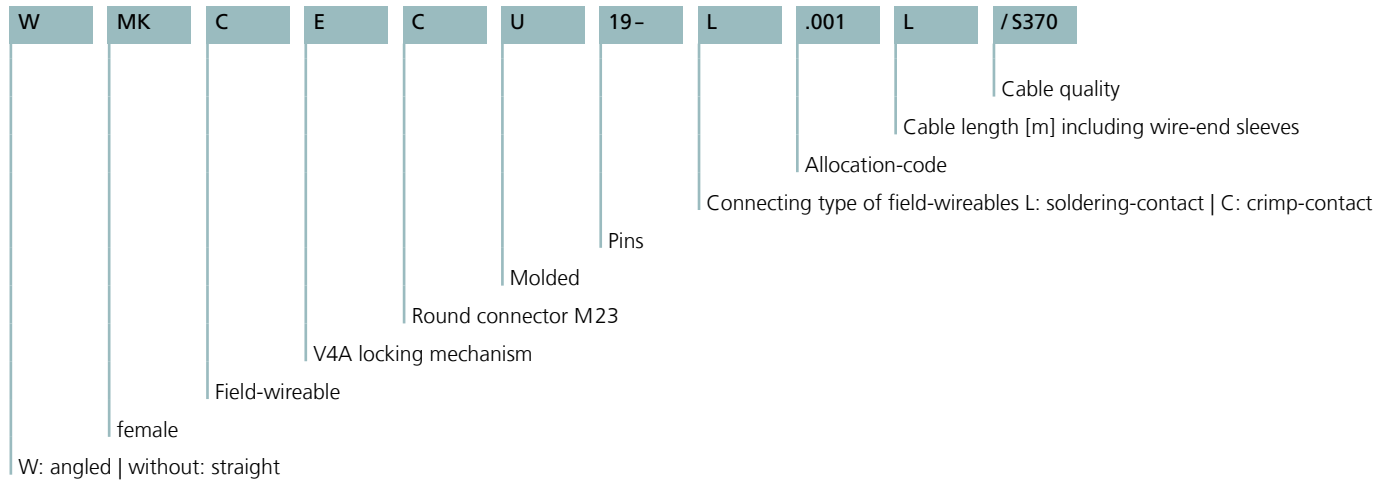 W MK C E C U 19– L .001 L /S370
Cable quality
Cable length [m] including wire-end sleeves
Allocation-code
Connecting type of field-wireables L: soldering-contact | C: crimp-contact
Pins
Molded
Round connector M23
V4A locking mechanism
Field-wireable
female
W: angled | without: straight